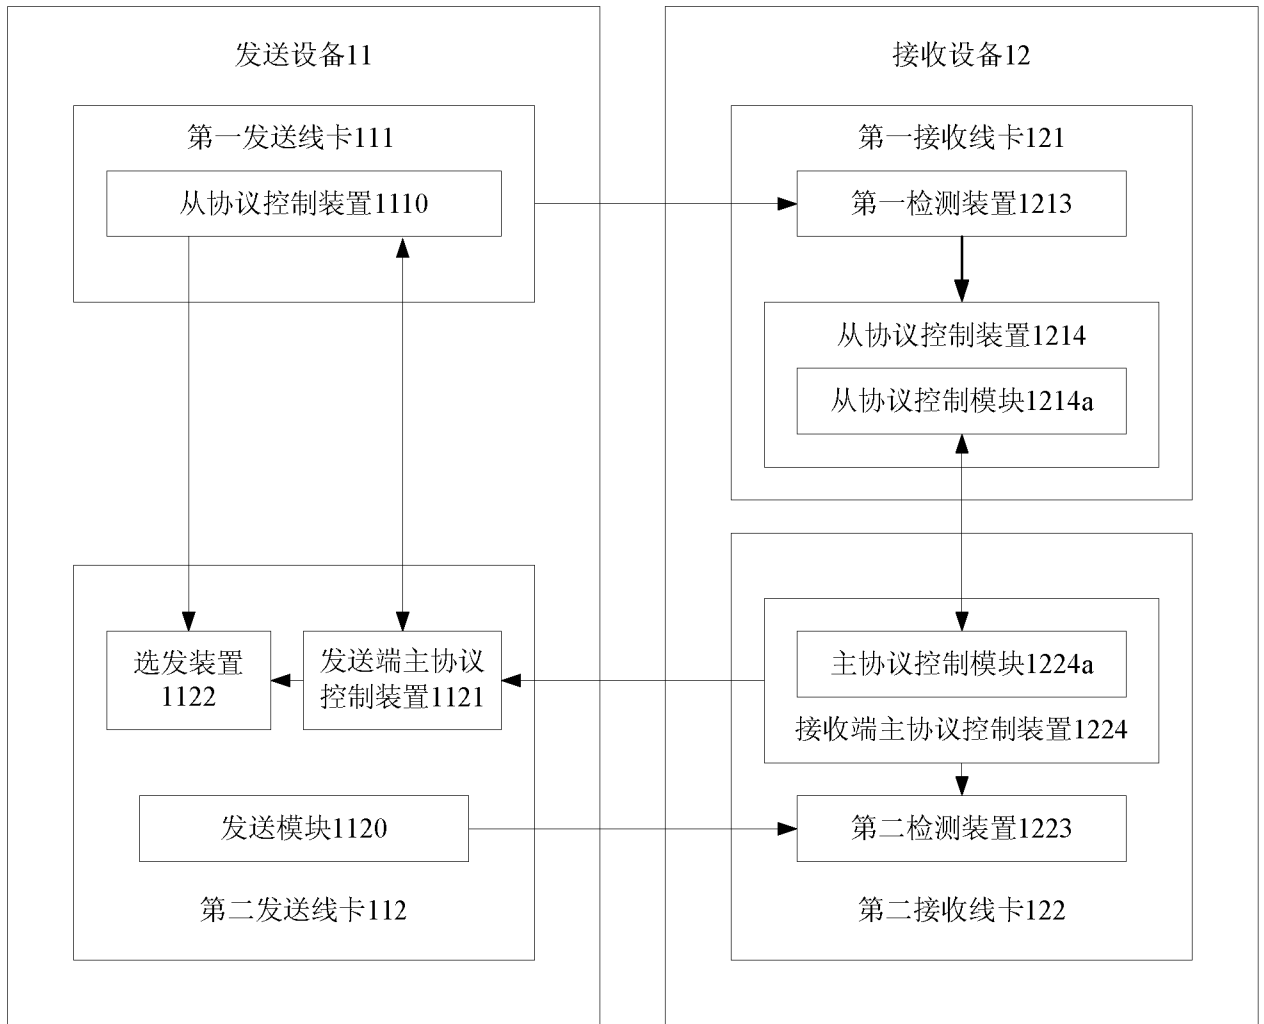 发送设备11
第一发送线卡111
从协议控制装置1110
选发装置
1122
发送端主协议
控制装置1121
发送模块1120
第二发送线卡112
接收设备12
第一接收线卡121
第一检测装置1213
从协议控制装置1214
从协议控制模块1214a
主协议控制模块1224a
接收端主协议控制装置1224
第二检测装置1223
第二接收线卡122